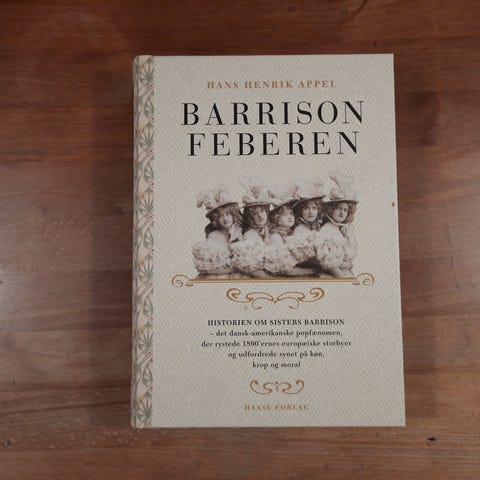 HANS HENRIK APPEL
BARRISON
FEBEREN
HISTORIEN OM SISTERS BARRISON
– det dansk-amerikanske popfænomen,
der rystede 1890'ernes europæiske storbyer
og udfordrede synet på køn,
krop og moral
HAASE FORLAG